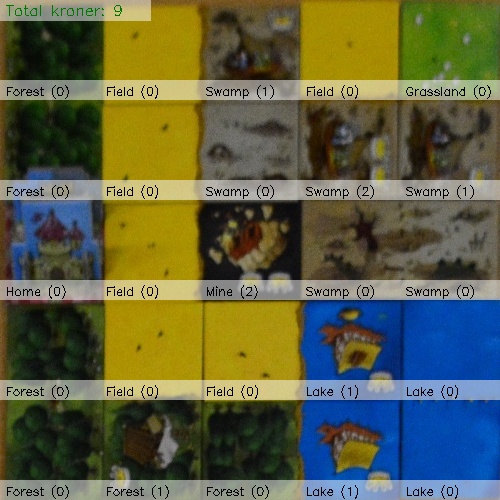 Total kroner: 9
Forest (0) Field (0) Swamp (1) Field (0) Grassland (0)
Forest (0) Field (0) Swamp (0) Swamp (2) Swamp (1)
Home (0) Field (0) Mine (2) Swamp (0) Swamp (0)
Forest (0) Field (0) Field (0) Lake (1) Lake (0)
Forest (0) Forest (1) Forest (0) Lake (1) Lake (0)